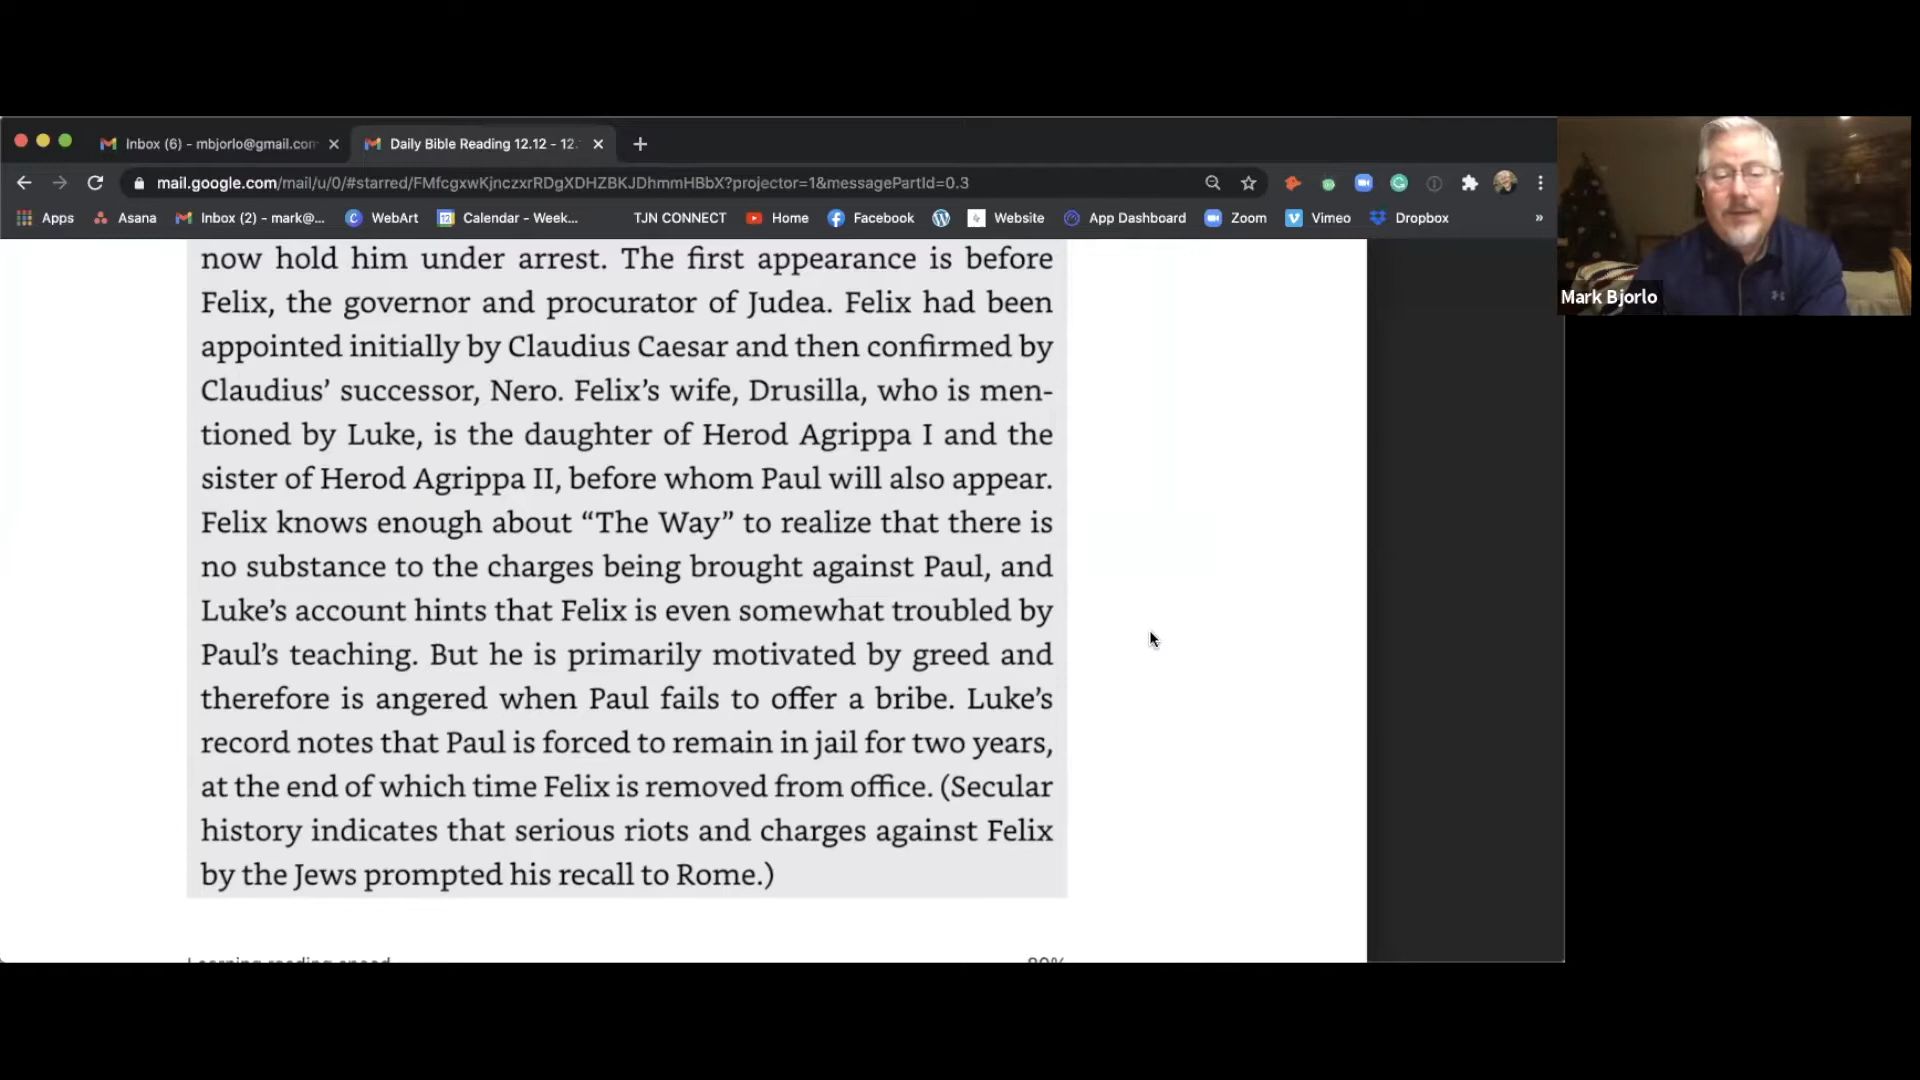 Inbox (6) - mbjorlo@gmail.com
Daily Bible Reading 12.12 - 12.
mail.google.com/mail/u/0/#starred/FMfcgxwKjnczxrRDgXDHZBKJDhmmHBbX?projector=1&messagePartId=0.3
Apps Asana Inbox (2) - mark@... WebArt Calendar - Week... TJN CONNECT Home Facebook Website App Dashboard Zoom Vimeo Dropbox »
Mark Bjorlo
now hold him under arrest. The first appearance is before
Felix, the governor and procurator of Judea. Felix had been
appointed initially by Claudius Caesar and then confirmed by
Claudius’ successor, Nero. Felix’s wife, Drusilla, who is men-
tioned by Luke, is the daughter of Herod Agrippa I and the
sister of Herod Agrippa II, before whom Paul will also appear.
Felix knows enough about “The Way” to realize that there is
no substance to the charges being brought against Paul, and
Luke’s account hints that Felix is even somewhat troubled by
Paul’s teaching. But he is primarily motivated by greed and
therefore is angered when Paul fails to offer a bribe. Luke’s
record notes that Paul is forced to remain in jail for two years,
at the end of which time Felix is removed from office. (Secular
history indicates that serious riots and charges against Felix
by the Jews prompted his recall to Rome.)
Learning reading speed